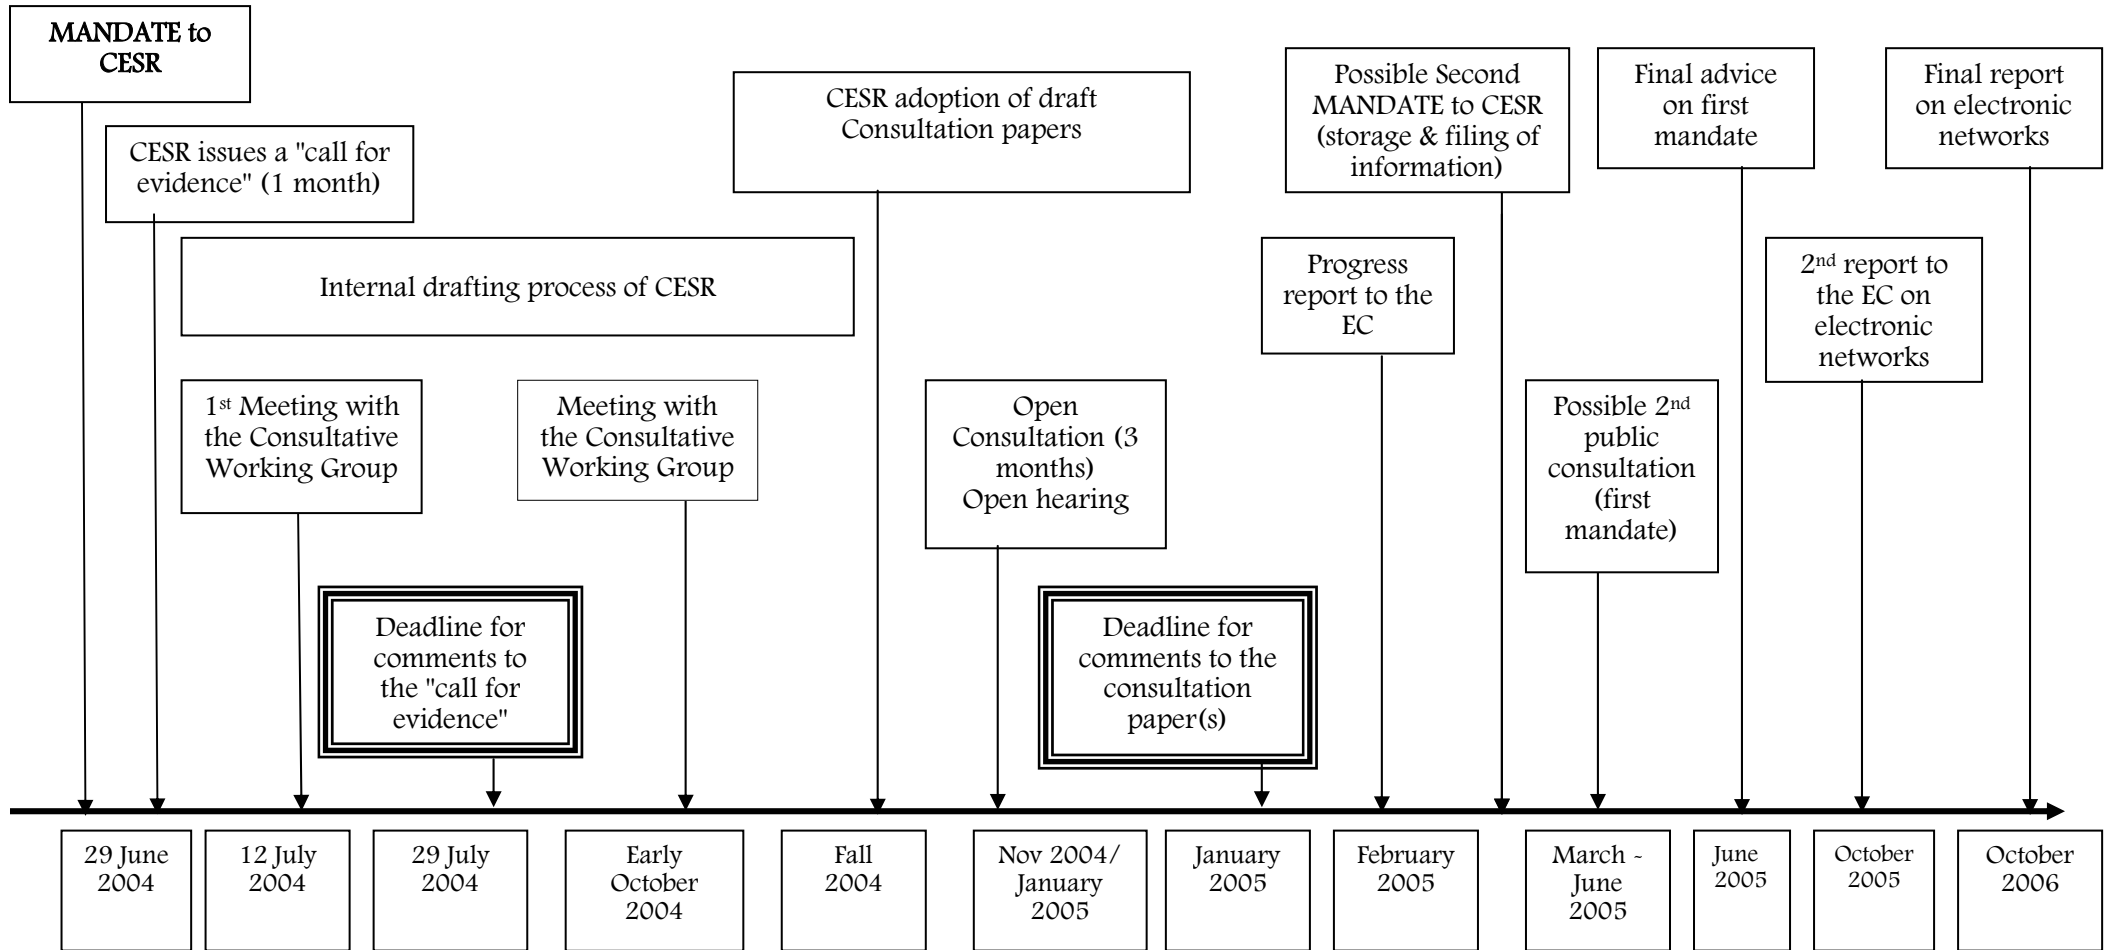 MANDATE to
CESR
CESR issues a "call for
evidence" (1 month)
Internal drafting process of CESR
1st Meeting with
the Consultative
Working Group
Deadline for
comments to
the "call for
evidence"
Meeting with
the Consultative
Working Group
CESR adoption of draft
Consultation papers
Open
Consultation (3
months)
Open hearing
Deadline for
comments to the
consultation
paper(s)
Progress
report to the
EC
Possible Second
MANDATE to CESR
(storage & filing of
information)
Possible 2nd
public
consultation
(first
mandate)
Final advice
on first
mandate
2nd report to
the EC on
electronic
networks
Final report
on electronic
networks
29 June
2004
12 July
2004
29 July
2004
Early
October
2004
Fall
2004
Nov 2004/
January
2005
January
2005
February
2005
March -
June
2005
June
2005
October
2005
October
2006